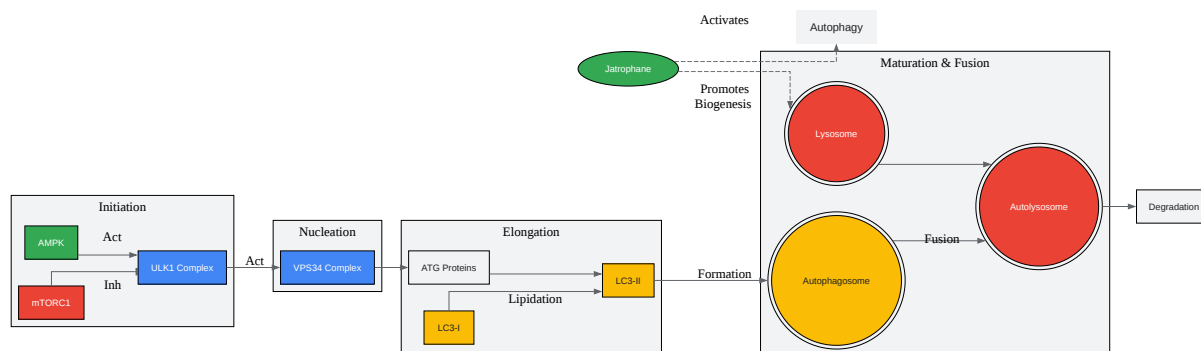 Activates
Autophagy
Jatrophane
Maturation & Fusion
Promotes
Biogenesis
Lysosome
Initiation
AMPK
Act
ULK1 Complex
Inh
mTORC1
Act
Nucleation
VPS34 Complex
Elongation
ATG Proteins
LC3-II
Lipidation
LC3-I
Formation
Autophagosome
Fusion
Autolysosome
Degradation